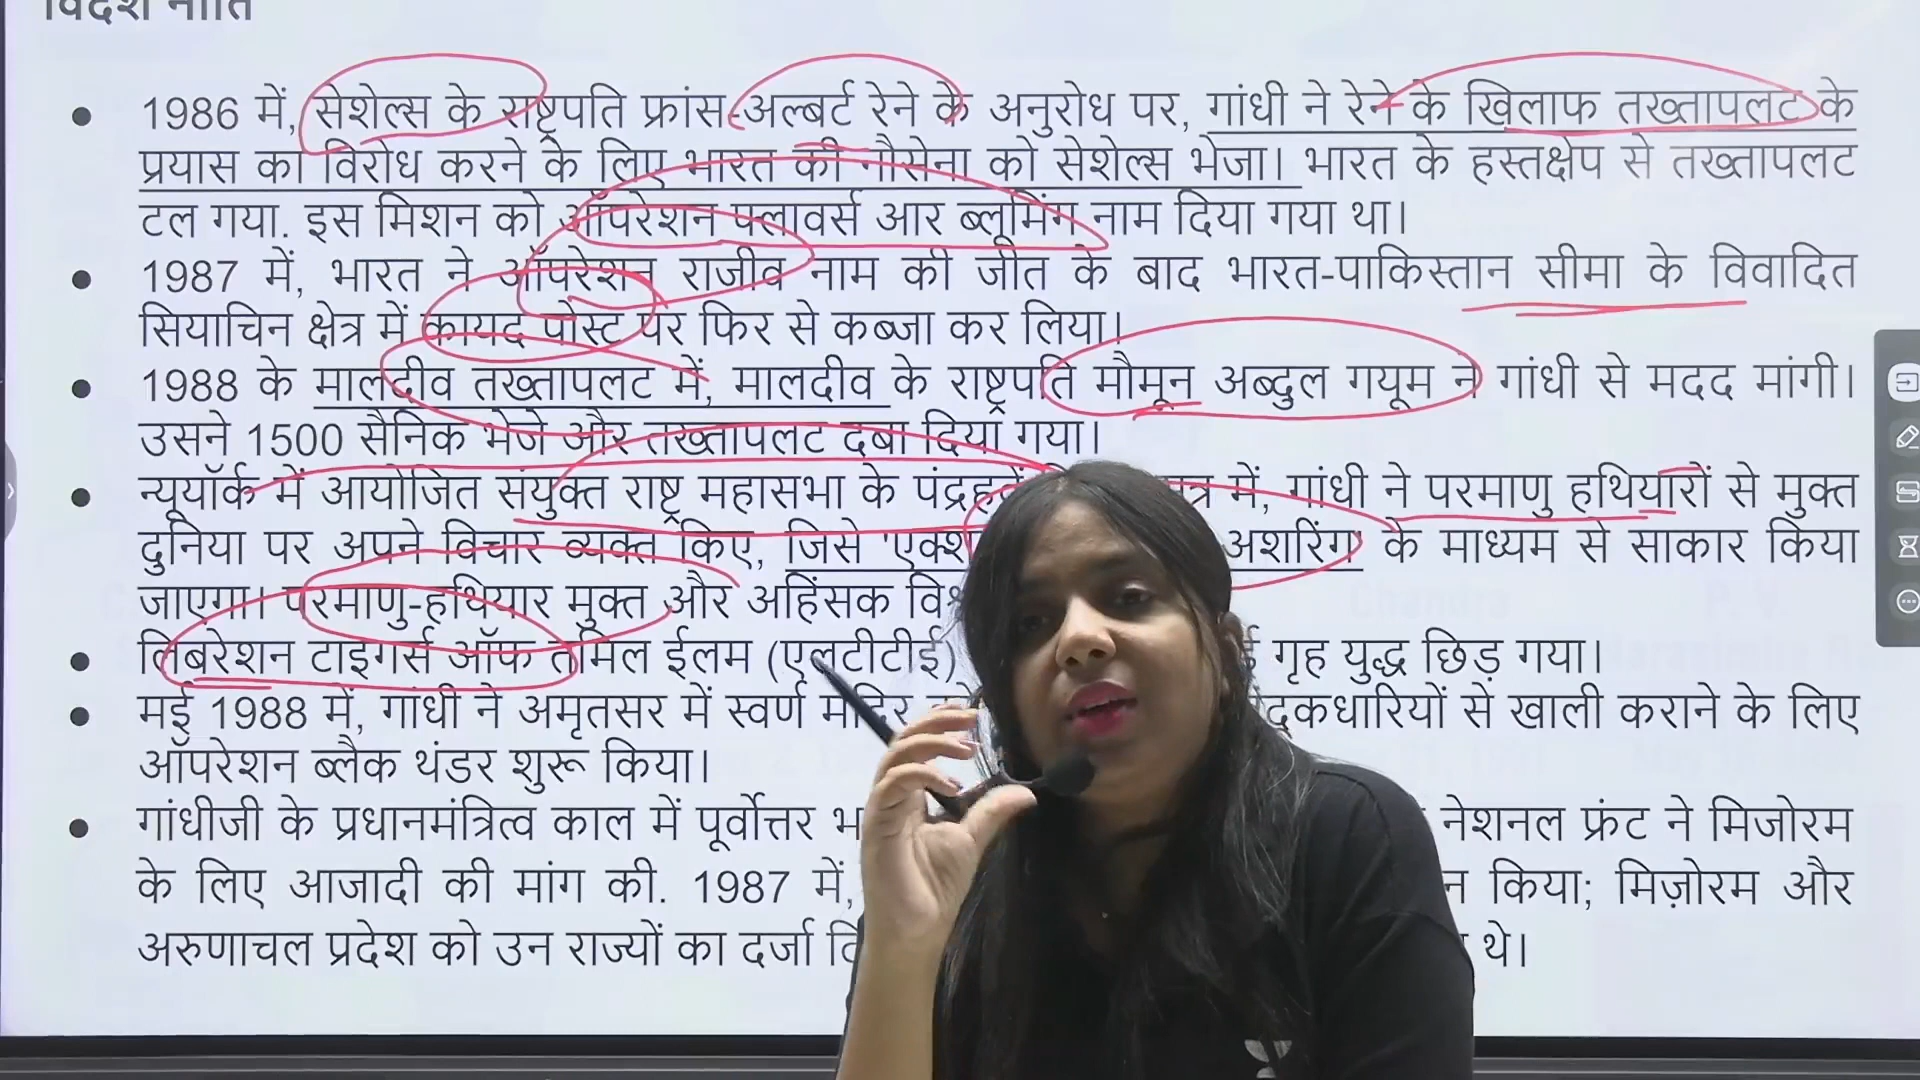 विदेश नीति
1986 में, सेशेल्स के राष्ट्रपति फ्रांस-अल्बर्ट रेने के अनुरोध पर, गांधी ने रेने के खिलाफ तख्तापलट के
प्रयास का विरोध करने के लिए भारत की नौसेना को सेशेल्स भेजा। भारत के हस्तक्षेप से तख्तापलट
टल गया. इस मिशन को ऑपरेशन फ्लावर्स आर ब्लूमिंग नाम दिया गया था।
1987 में, भारत ने ऑपरेशन राजीव नाम की जीत के बाद भारत-पाकिस्तान सीमा के विवादित
सियाचिन क्षेत्र में कायद पोस्ट पर फिर से कब्जा कर लिया।
1988 के मालदीव तख्तापलट में, मालदीव के राष्ट्रपति मौमून अब्दुल गयूम ने गांधी से मदद मांगी।
उसने 1500 सैनिक भेजे और तख्तापलट दबा दिया गया।
न्यूयॉर्क में आयोजित संयुक्त राष्ट्र महासभा के में, गांधी ने परमाणु हथियारों से मुक्त
दुनिया पर अपने विचार व्यक्त किए, जिसे अशरिंग' के माध्यम से साकार किया
जाएगा। परमाणु-हथियार मुक्त और अहिंसक
लिबरेशन टाइगर्स ऑफ तमिल ईलम (एलटीटीई) गृह युद्ध छिड़ गया।
मई 1988 में, गांधी ने अमृतसर में स्वर्ण मंदिर से खाली कराने के लिए
ऑपरेशन ब्लैक थंडर शुरू किया।
गांधीजी के प्रधानमंत्रित्व काल में पूर्वोत्तर नेशनल फ्रंट ने मिजोरम
के लिए आजादी की मांग की. 1987 में, किया; मिज़ोरम और
अरुणाचल प्रदेश को उन राज्यों का दर्जा थे।